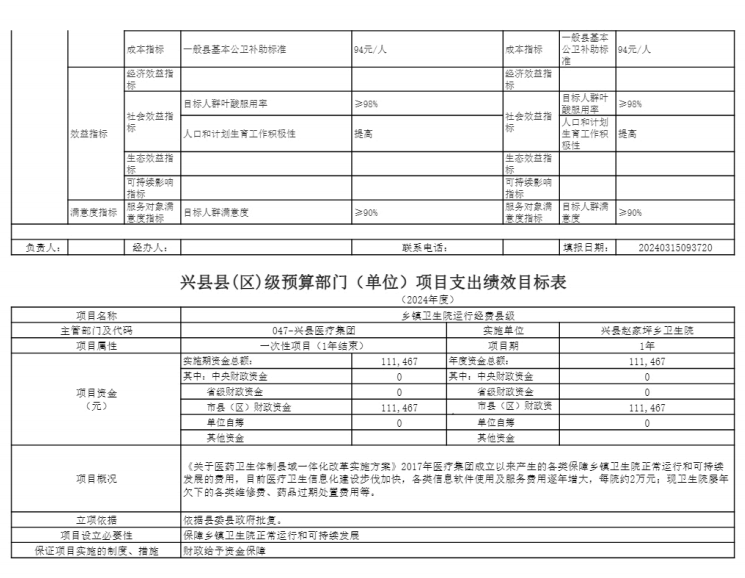 成本指标 一般县基本公卫补助标准 94元/人 成本指标 一般县基本公卫补助标准 94元/人
效益指标
经济效益指标 经济效益指标
社会效益指标 目标人群叶酸服用率 ≥98% 社会效益指标 目标人群叶酸服用率 ≥98%
人口和计划生育工作积极性 提高 人口和计划生育工作积极性 提高
生态效益指标 生态效益指标
可持续影响指标 可持续影响指标
满意度指标 服务对象满意度指标 目标人群满意度 ≥90% 服务对象满意度指标 目标人群满意度 ≥90%
负责人: 经办人: 联系电话: 填报日期: 20240315093720
兴县县(区)级预算部门（单位）项目支出绩效目标表
（2024年度）
项目名称 乡镇卫生院运行经费县级
主管部门及代码 047-兴县医疗集团 实施单位 兴县赵家坪乡卫生院
项目属性 一次性项目（1年结束） 项目期 1年
项目资金（元）
实施期资金总额: 111,467 年度资金总额: 111,467
其中: 中央财政资金 0 其中: 中央财政资金 0
省级财政资金 0 省级财政资金 0
市县（区）财政资金 111,467 市县（区）财政资 111,467
单位自筹 0 单位自筹 0
其他资金 其他资金
项目概况
《关于医药卫生体制县域一体化改革实施方案》2017年医疗集团成立以来产生的各类保障乡镇卫生院正常运行和可持续
发展的费用，目前医疗卫生信息化建设步伐加快，各类信息软件使用及服务费用逐年增大，每院约2万元；现卫生院屡年
欠下的各类维修费、药品过期处置费用等。
立项依据 依据县委县政府批复。
项目设立必要性 保障乡镇卫生院正常运行和可持续发展
保证项目实施的制度、措施 财政给予资金保障